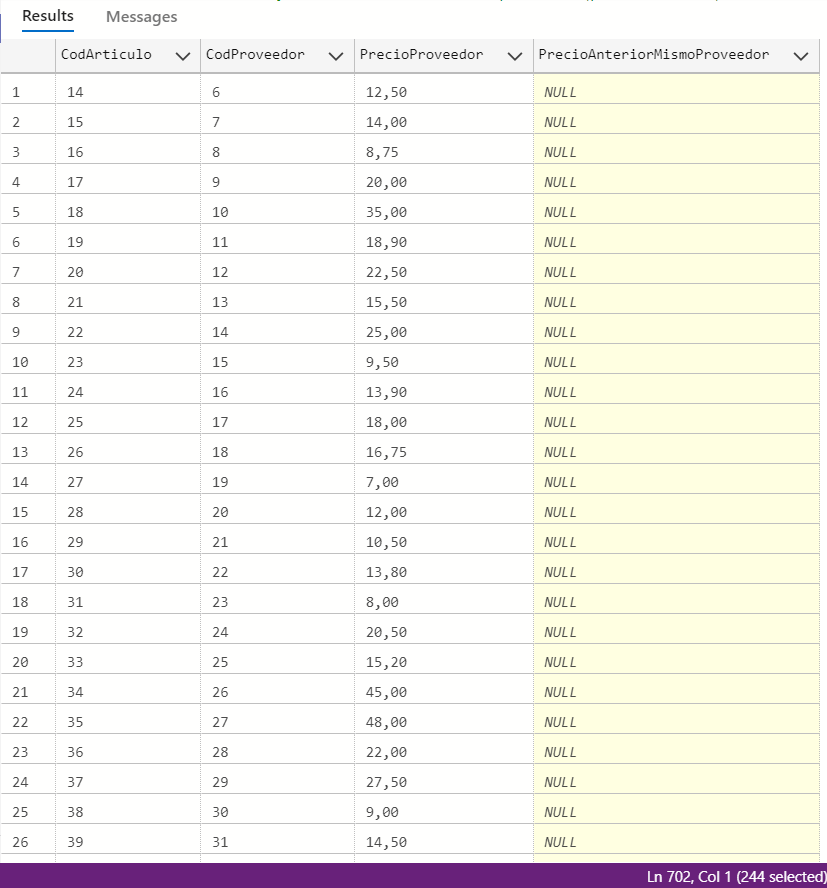 Results Messages
CodArticulo CodProveedor PrecioProveedor PrecioAnteriorMismoProveedor
1 14 6 12,50 NULL
2 15 7 14,00 NULL
3 16 8 8,75 NULL
4 17 9 20,00 NULL
5 18 10 35,00 NULL
6 19 11 18,90 NULL
7 20 12 22,50 NULL
8 21 13 15,50 NULL
9 22 14 25,00 NULL
10 23 15 9,50 NULL
11 24 16 13,90 NULL
12 25 17 18,00 NULL
13 26 18 16,75 NULL
14 27 19 7,00 NULL
15 28 20 12,00 NULL
16 29 21 10,50 NULL
17 30 22 13,80 NULL
18 31 23 8,00 NULL
19 32 24 20,50 NULL
20 33 25 15,20 NULL
21 34 26 45,00 NULL
22 35 27 48,00 NULL
23 36 28 22,00 NULL
24 37 29 27,50 NULL
25 38 30 9,00 NULL
26 39 31 14,50 NULL
Ln 702, Col 1 (244 selected)